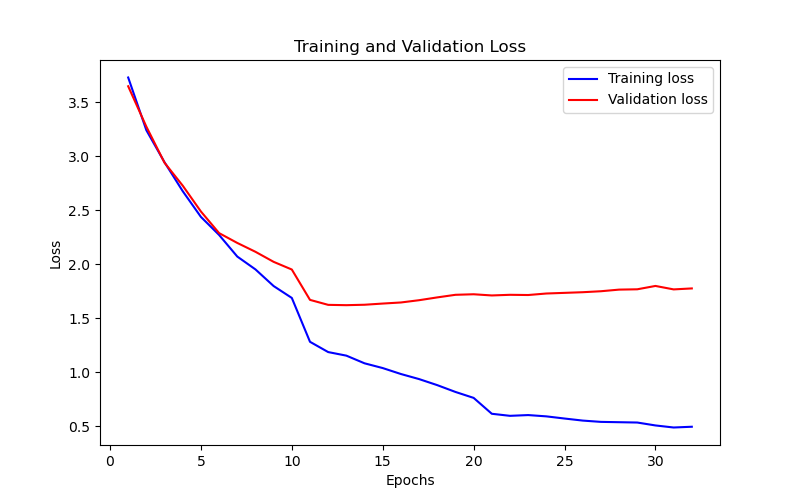 Training and Validation Loss
Training loss
Validation loss
Loss
3.5
3.0
2.5
2.0
1.5
1.0
0.5
0 5 10 15 20 25 30
Epochs